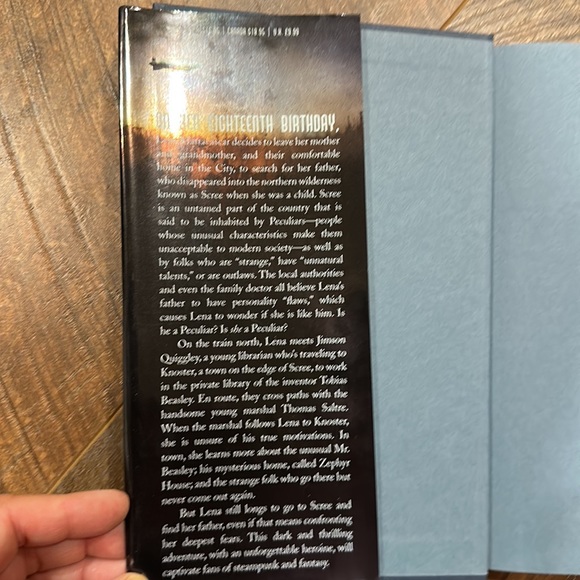 | CANADA $19.95 | U.K. £9.99
ON HER EIGHTEENTH BIRTHDAY,
decides to leave her mother
and grandmother, and their comfortable
home in the City, to search for her father,
who disappeared into the northern wilderness
known as Scree when she was a child. Scree
is an untamed part of the country that is
said to be inhabited by Peculiars—people
whose unusual characteristics make them
unacceptable to modern society—as well as
by folks who are “strange,” have “unnatural
talents,” or are outlaws. The local authorities
and even the family doctor all believe Lena’s
father to have personality “flaws,” which
causes Lena to wonder if she is like him. Is
he a Peculiar? Is she a Peculiar?
On the train north, Lena meets Jimson
Quiggley, a young librarian who’s traveling to
Knoster, a town on the edge of Scree, to work
in the private library of the inventor Tobias
Beasley. En route, they cross paths with the
handsome young marshal Thomas Saltre.
When the marshal follows Lena to Knoster,
she is unsure of his true motivations. In
town, she learns more about the unusual Mr.
Beasley; his mysterious home, called Zephyr
House; and the strange folk who go there but
never come out again.
But Lena still longs to go to Scree and
find her father, even if that means confronting
her deepest fears. This dark and thrilling
adventure, with an unforgettable heroine, will
captivate fans of steampunk and fantasy.